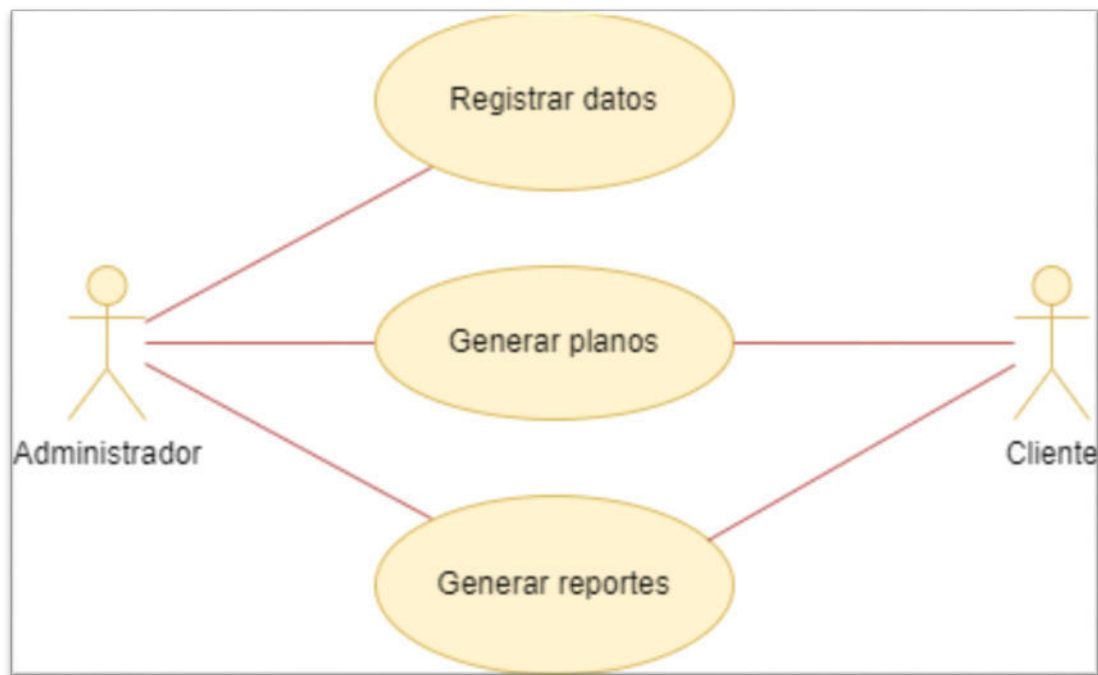 Registrar datos
Generar planos
Administrador
Cliente
Generar reportes